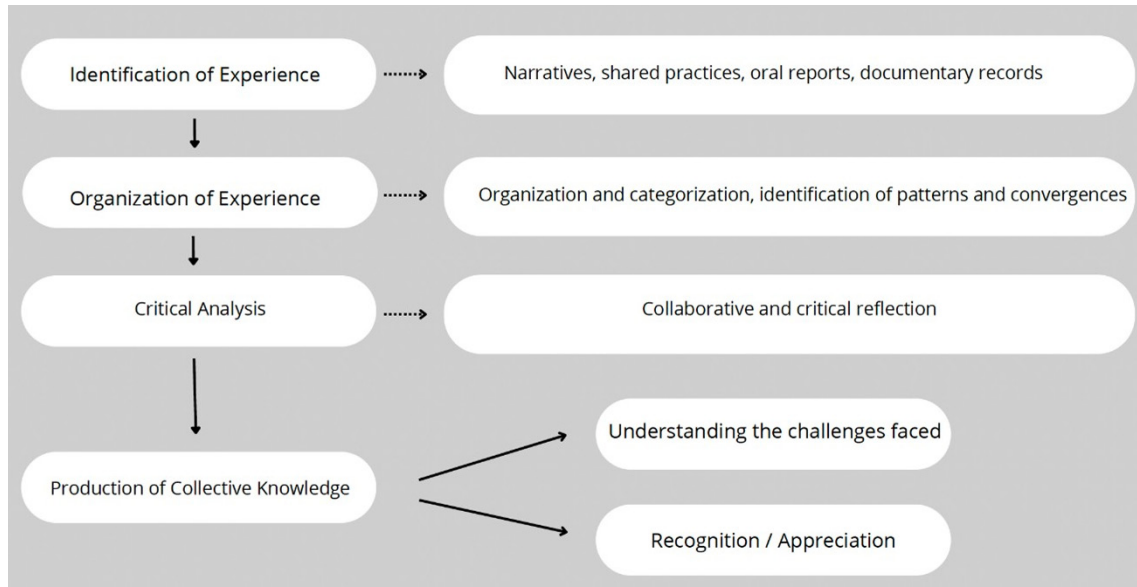 Identification of Experience
Narratives, shared practices, oral reports, documentary records
Organization of Experience
Organization and categorization, identification of patterns and convergences
Critical Analysis
Collaborative and critical reflection
Understanding the challenges faced
Production of Collective Knowledge
Recognition / Appreciation